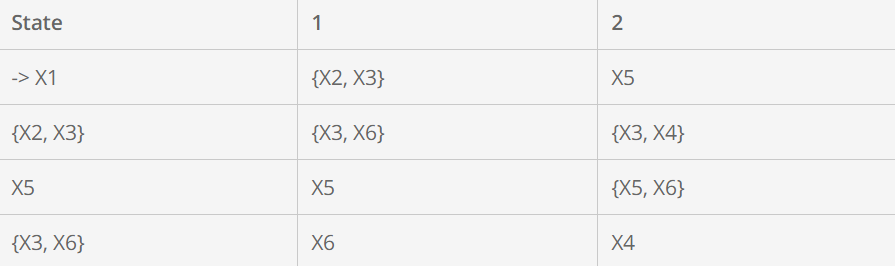 State 1 2
-> X1 {X2, X3} X5
{X2, X3} {X3, X6} {X3, X4}
X5 X5 {X5, X6}
{X3, X6} X6 X4